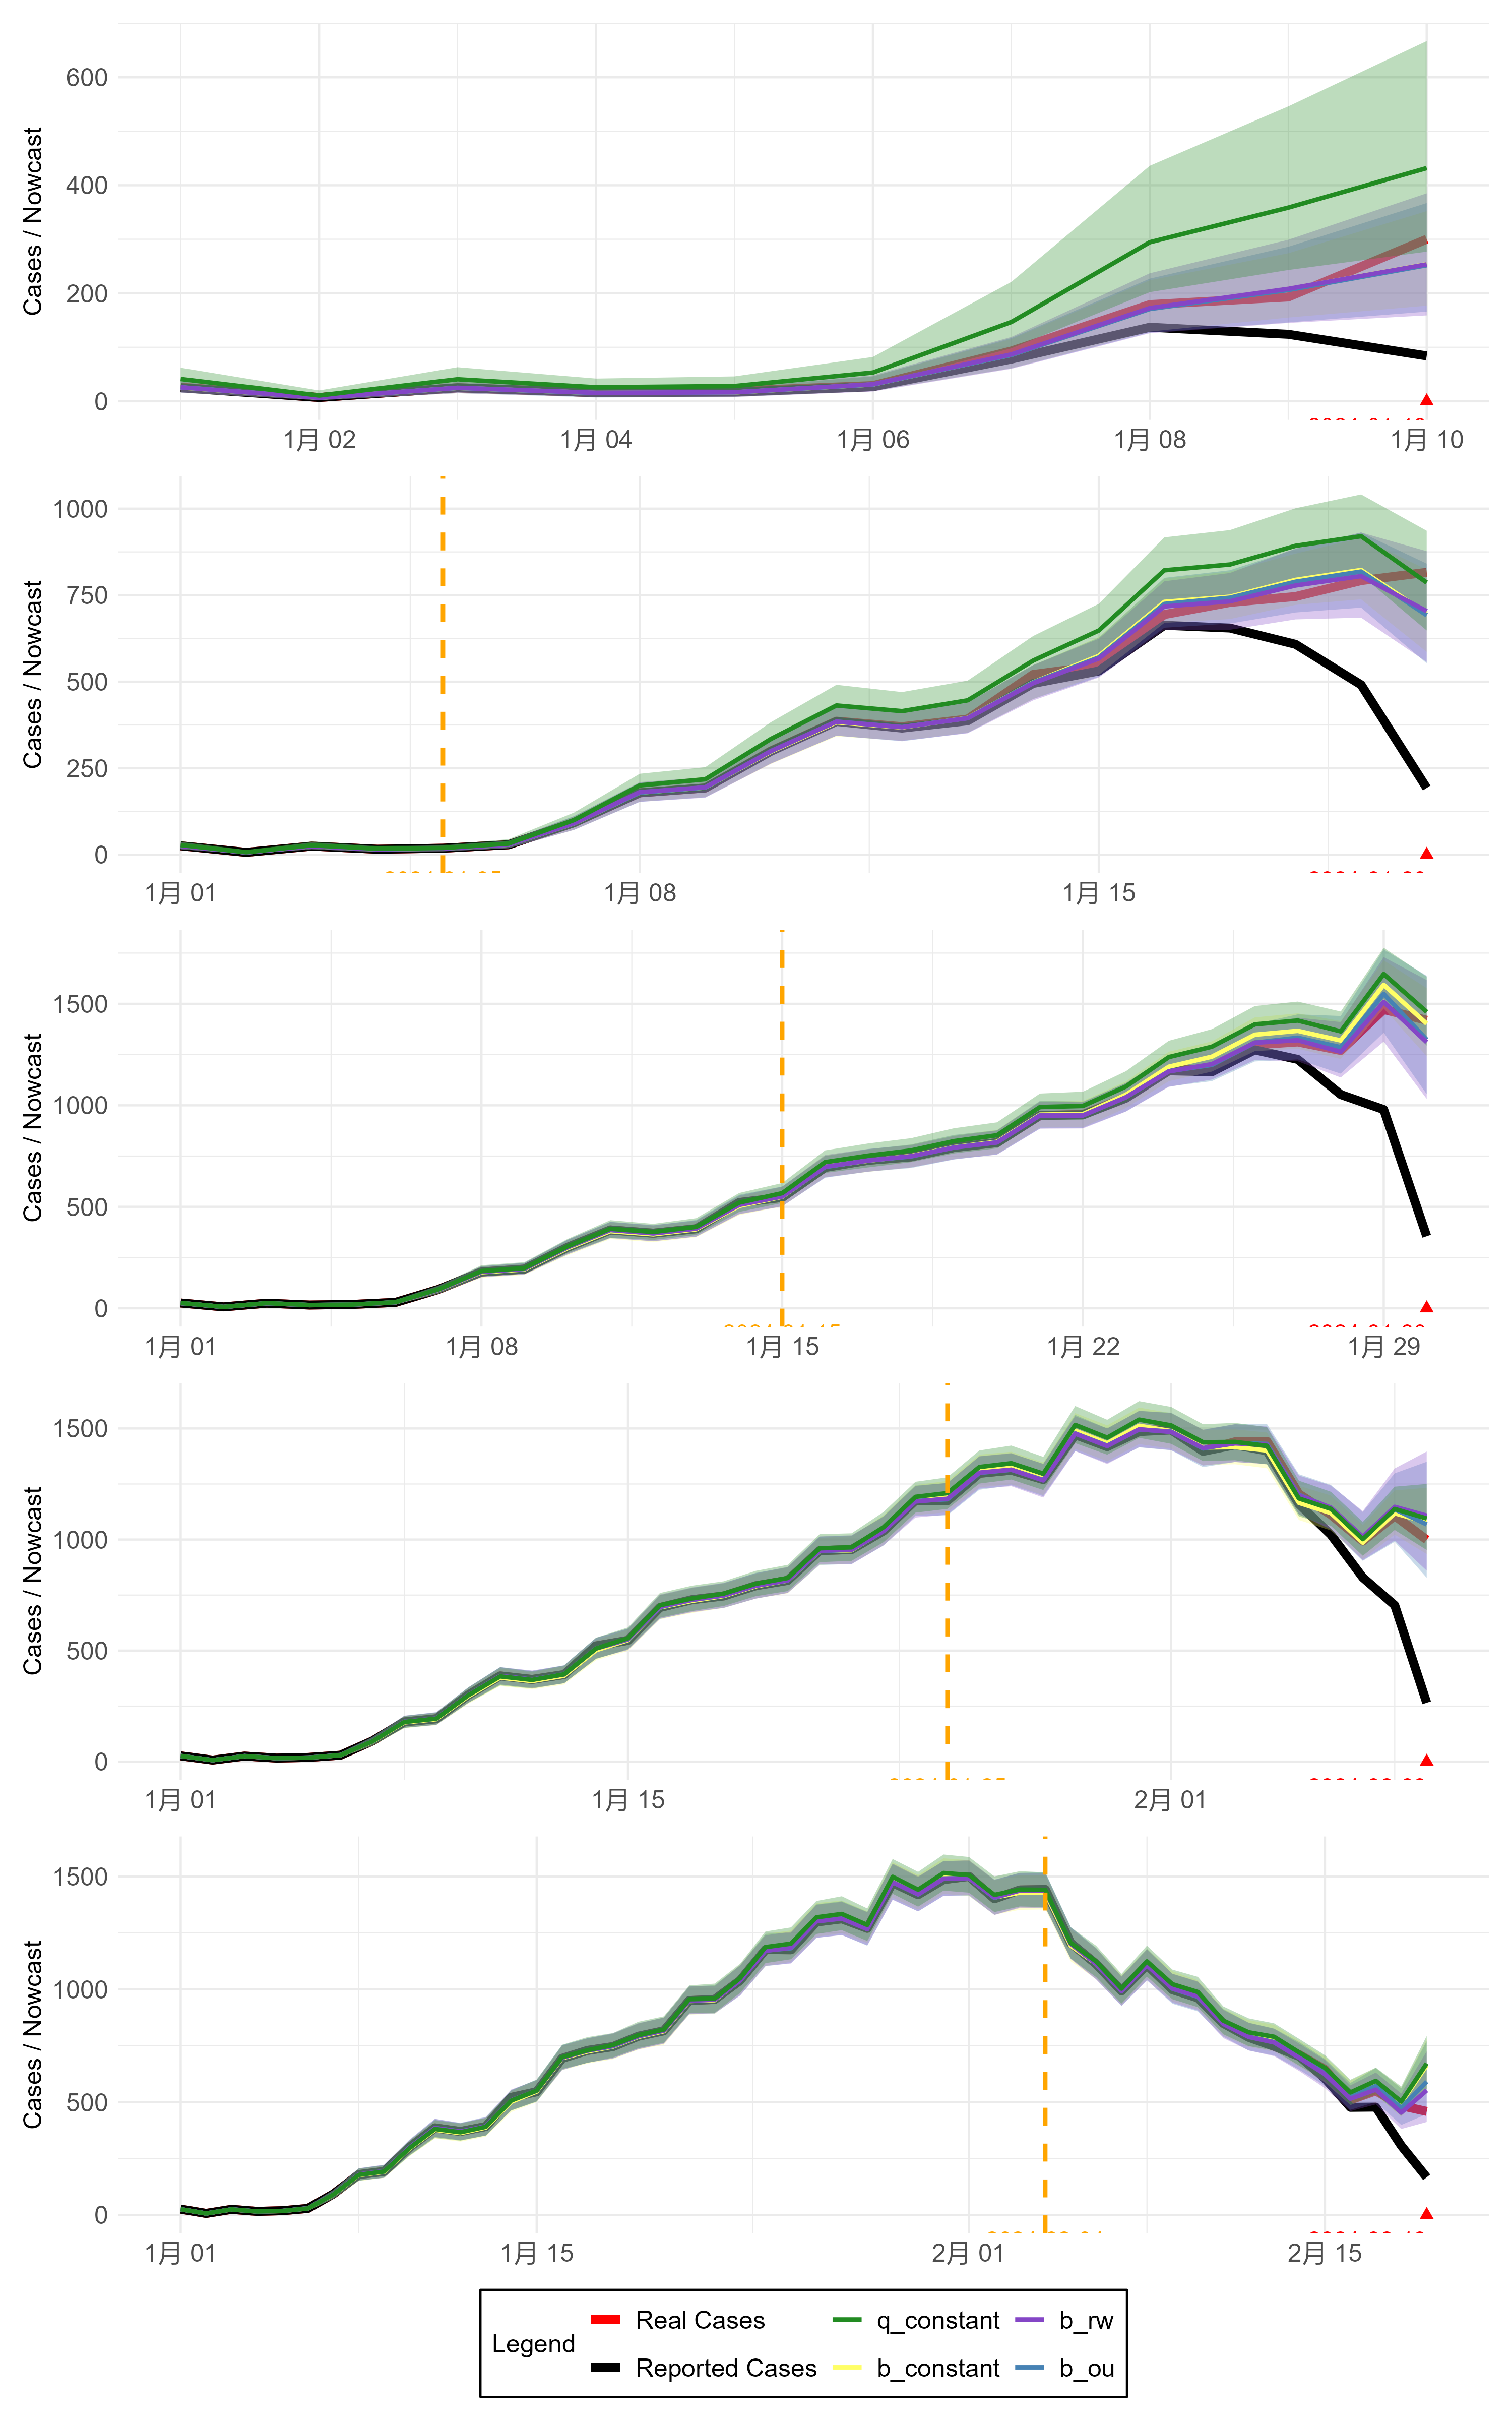 Cases / Nowcast
600
400
200
0
1月 02
1月 04
1月 06
1月 08
1月 10
Cases / Nowcast
1000
750
500
250
0
1月 01
1月 08
1月 15
Cases / Nowcast
1500
1000
500
0
1月 01
1月 08
1月 15
1月 22
1月 29
Cases / Nowcast
1500
1000
500
0
1月 01
1月 15
2月 01
Cases / Nowcast
1500
1000
500
0
1月 01
1月 15
2月 01
2月 15
Legend
Real Cases
q_constant
b_rw
Reported Cases
b_constant
b_ou